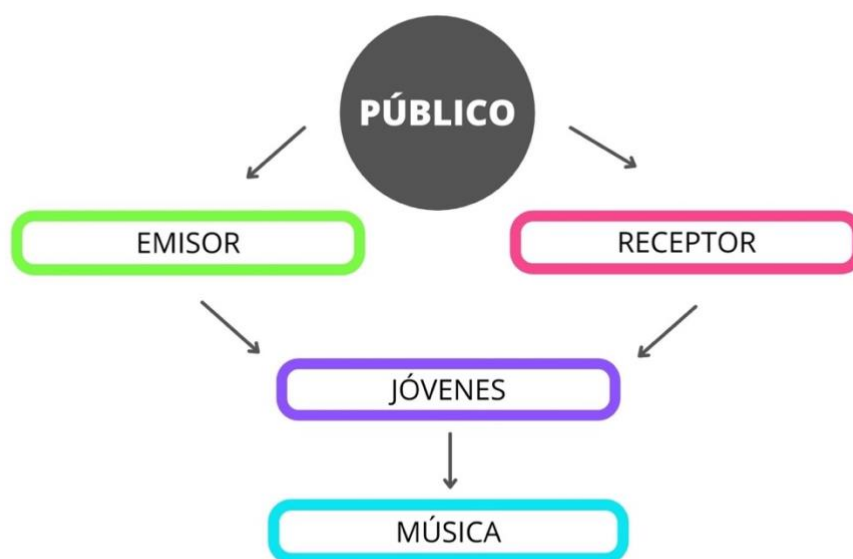 PÚBLICO
EMISOR
RECEPTOR
JÓVENES
MÚSICA